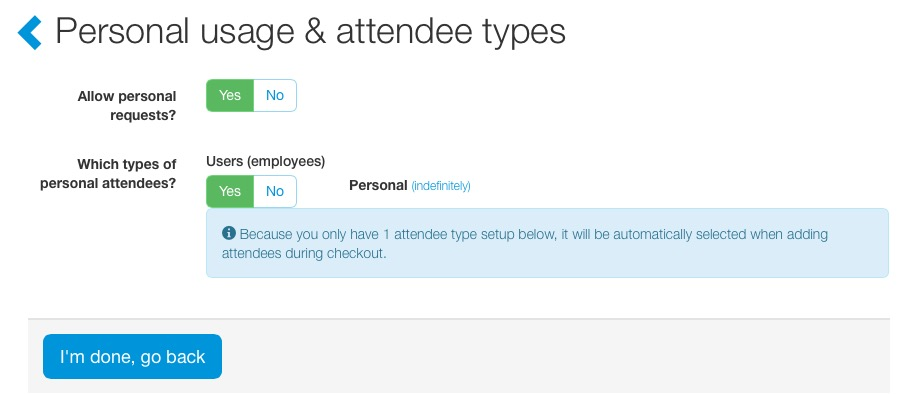 Personal usage & attendee types
Allow personal
requests?
Yes No
Which types of
personal attendees?
Users (employees)
Yes No
Personal (indefinitely)
Because you only have 1 attendee type setup below, it will be automatically selected when adding
attendees during checkout.
I'm done, go back